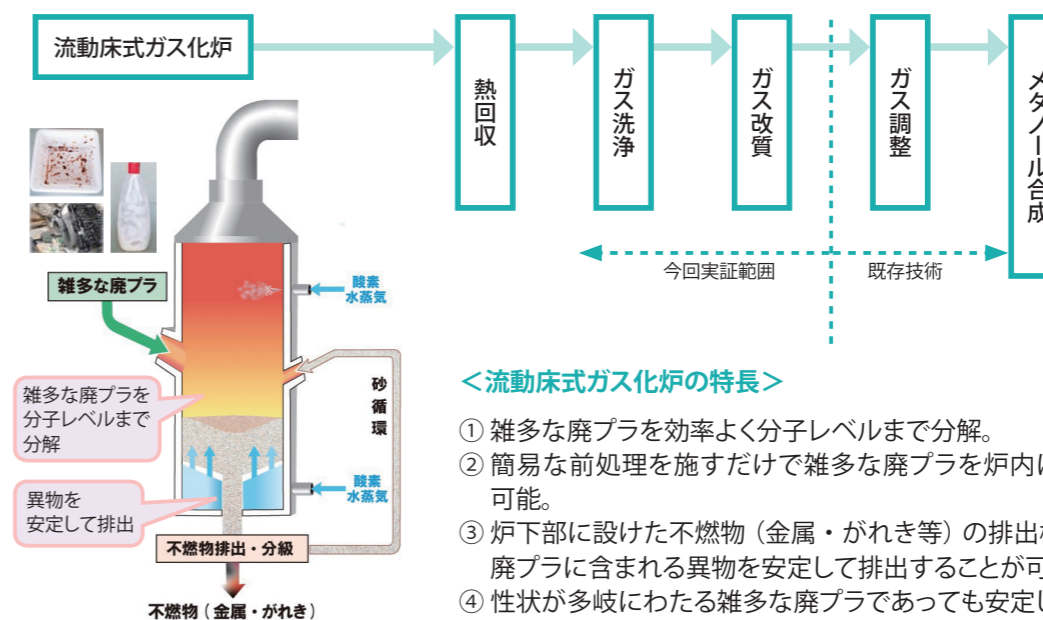 流動床式ガス化炉
熱回収
ガス洗浄
ガス改質
ガス調整
メタノール合成
今回実証範囲
既存技術
雑多な廃プラ
酸素
水蒸気
雑多な廃プラを
分子レベルまで
分解
砂循環
異物を
安定して排出
酸素
水蒸気
不燃物排出・分級
不燃物(金属・がれき)
<流動床式ガス化炉の特長>
① 雑多な廃プラを効率よく分子レベルまで分解。
② 簡易な前処理を施すだけで雑多な廃プラを炉内に
可能。
③ 炉下部に設けた不燃物(金属・がれき等)の排出
廃プラに含まれる異物を安定して排出することが可
④ 性状が多岐にわたる雑多な廃プラであっても安定し